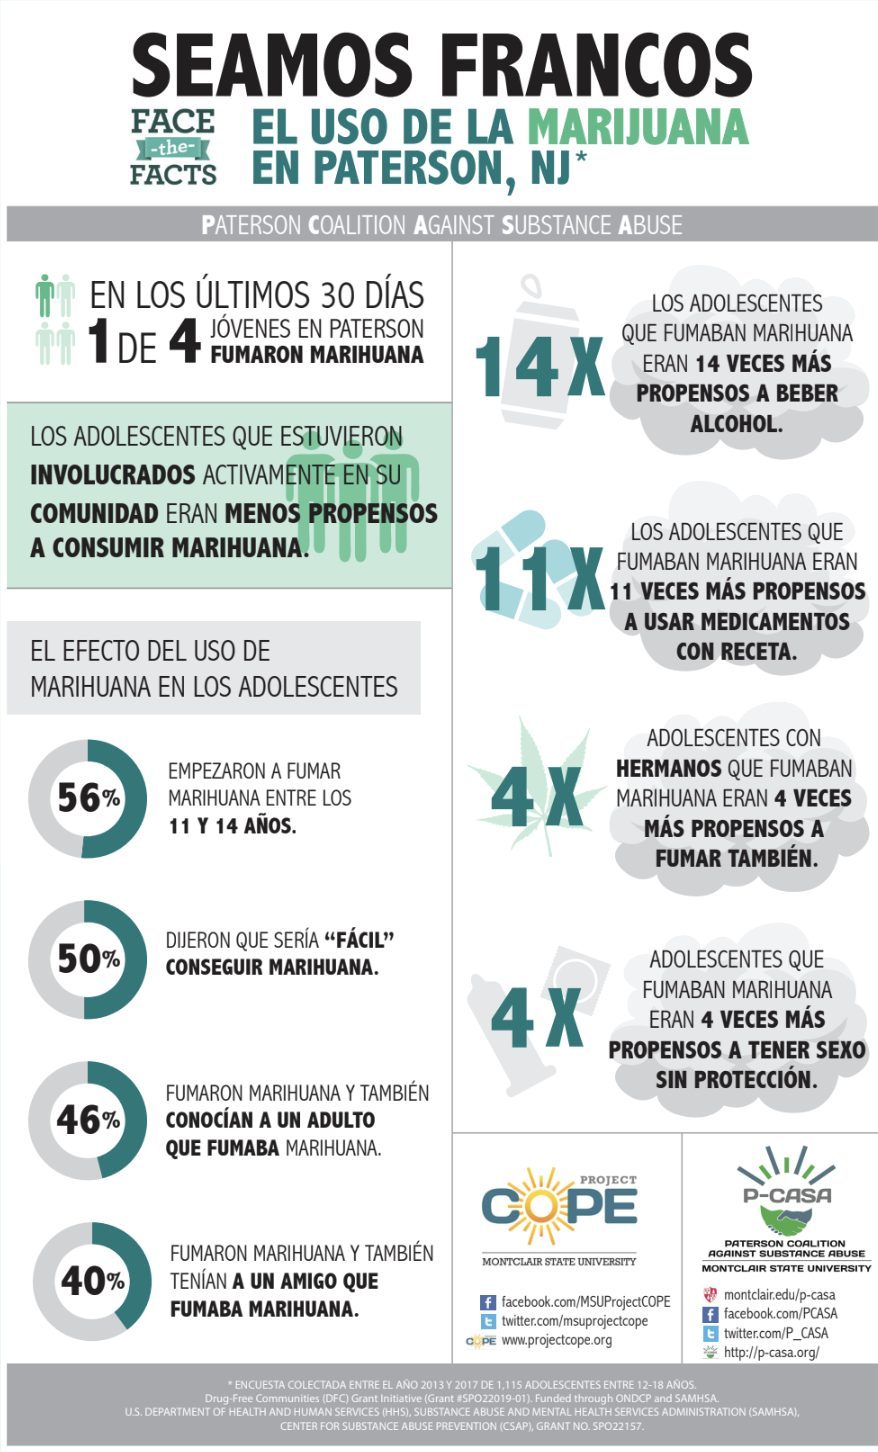 SEAMOS FRANCOS
FACE
-the-
FACTS
EL USO DE LA MARIJUANA
EN PATERSON, NJ*
PATERSON COALITION AGAINST SUBSTANCE ABUSE
EN LOS ÚLTIMOS 30 DÍAS
1 DE 4 JÓVENES EN PATERSON
FUMARON MARIHUANA
LOS ADOLESCENTES QUE ESTUVIERON
INVOLUCRADOS ACTIVAMENTE EN SU
COMUNIDAD ERAN MENOS PROPENSOS
A CONSUMIR MARIHUANA.
EL EFECTO DEL USO DE
MARIHUANA EN LOS ADOLESCENTES
56%
EMPEZARON A FUMAR
MARIHUANA ENTRE LOS
11 Y 14 AÑOS.
50%
DIJERON QUE SERÍA “FÁCIL”
CONSEGUIR MARIHUANA.
46%
FUMARON MARIHUANA Y TAMBIÉN
CONOCÍAN A UN ADULTO
QUE FUMABA MARIHUANA.
40%
FUMARON MARIHUANA Y TAMBIÉN
TENÍAN A UN AMIGO QUE
FUMABA MARIHUANA.
14X
LOS ADOLESCENTES
QUE FUMABAN MARIHUANA
ERAN 14 VECES MÁS
PROPENSOS A BEBER
ALCOHOL.
11X
LOS ADOLESCENTES QUE
FUMABAN MARIHUANA ERAN
11 VECES MÁS PROPENSOS
A USAR MEDICAMENTOS
CON RECETA.
4X
ADOLESCENTES CON
HERMANOS QUE FUMABAN
MARIHUANA ERAN 4 VECES
MÁS PROPENSOS A
FUMAR TAMBIÉN.
4X
ADOLESCENTES QUE
FUMABAN MARIHUANA
ERAN 4 VECES MÁS
PROPENSOS A TENER SEXO
SIN PROTECCIÓN.
PROJECT
COPE
MONTCLAIR STATE UNIVERSITY
facebook.com/MSUProjectCOPE
twitter.com/msuprojectcope
COPE www.projectcope.org
P-CASA
PATERSON COALITION
AGAINST SUBSTANCE ABUSE
MONTCLAIR STATE UNIVERSITY
montclair.edu/p-casa
facebook.com/PCASA
twitter.com/P_CASA
http://p-casa.org/
* ENCUESTA COLECTADA ENTRE EL AÑO 2013 Y 2017 DE 1,115 ADOLESCENTES ENTRE 12-18 AÑOS.
Drug-Free Communities (DFC) Grant Initiative (Grant #SPO22019-01). Funded through ONDCP and SAMHSA.
U.S. DEPARTMENT OF HEALTH AND HUMAN SERVICES (HHS), SUBSTANCE ABUSE AND MENTAL HEALTH SERVICES ADMINISTRATION (SAMHSA),
CENTER FOR SUBSTANCE ABUSE PREVENTION (CSAP), GRANT NO. SPO22157.